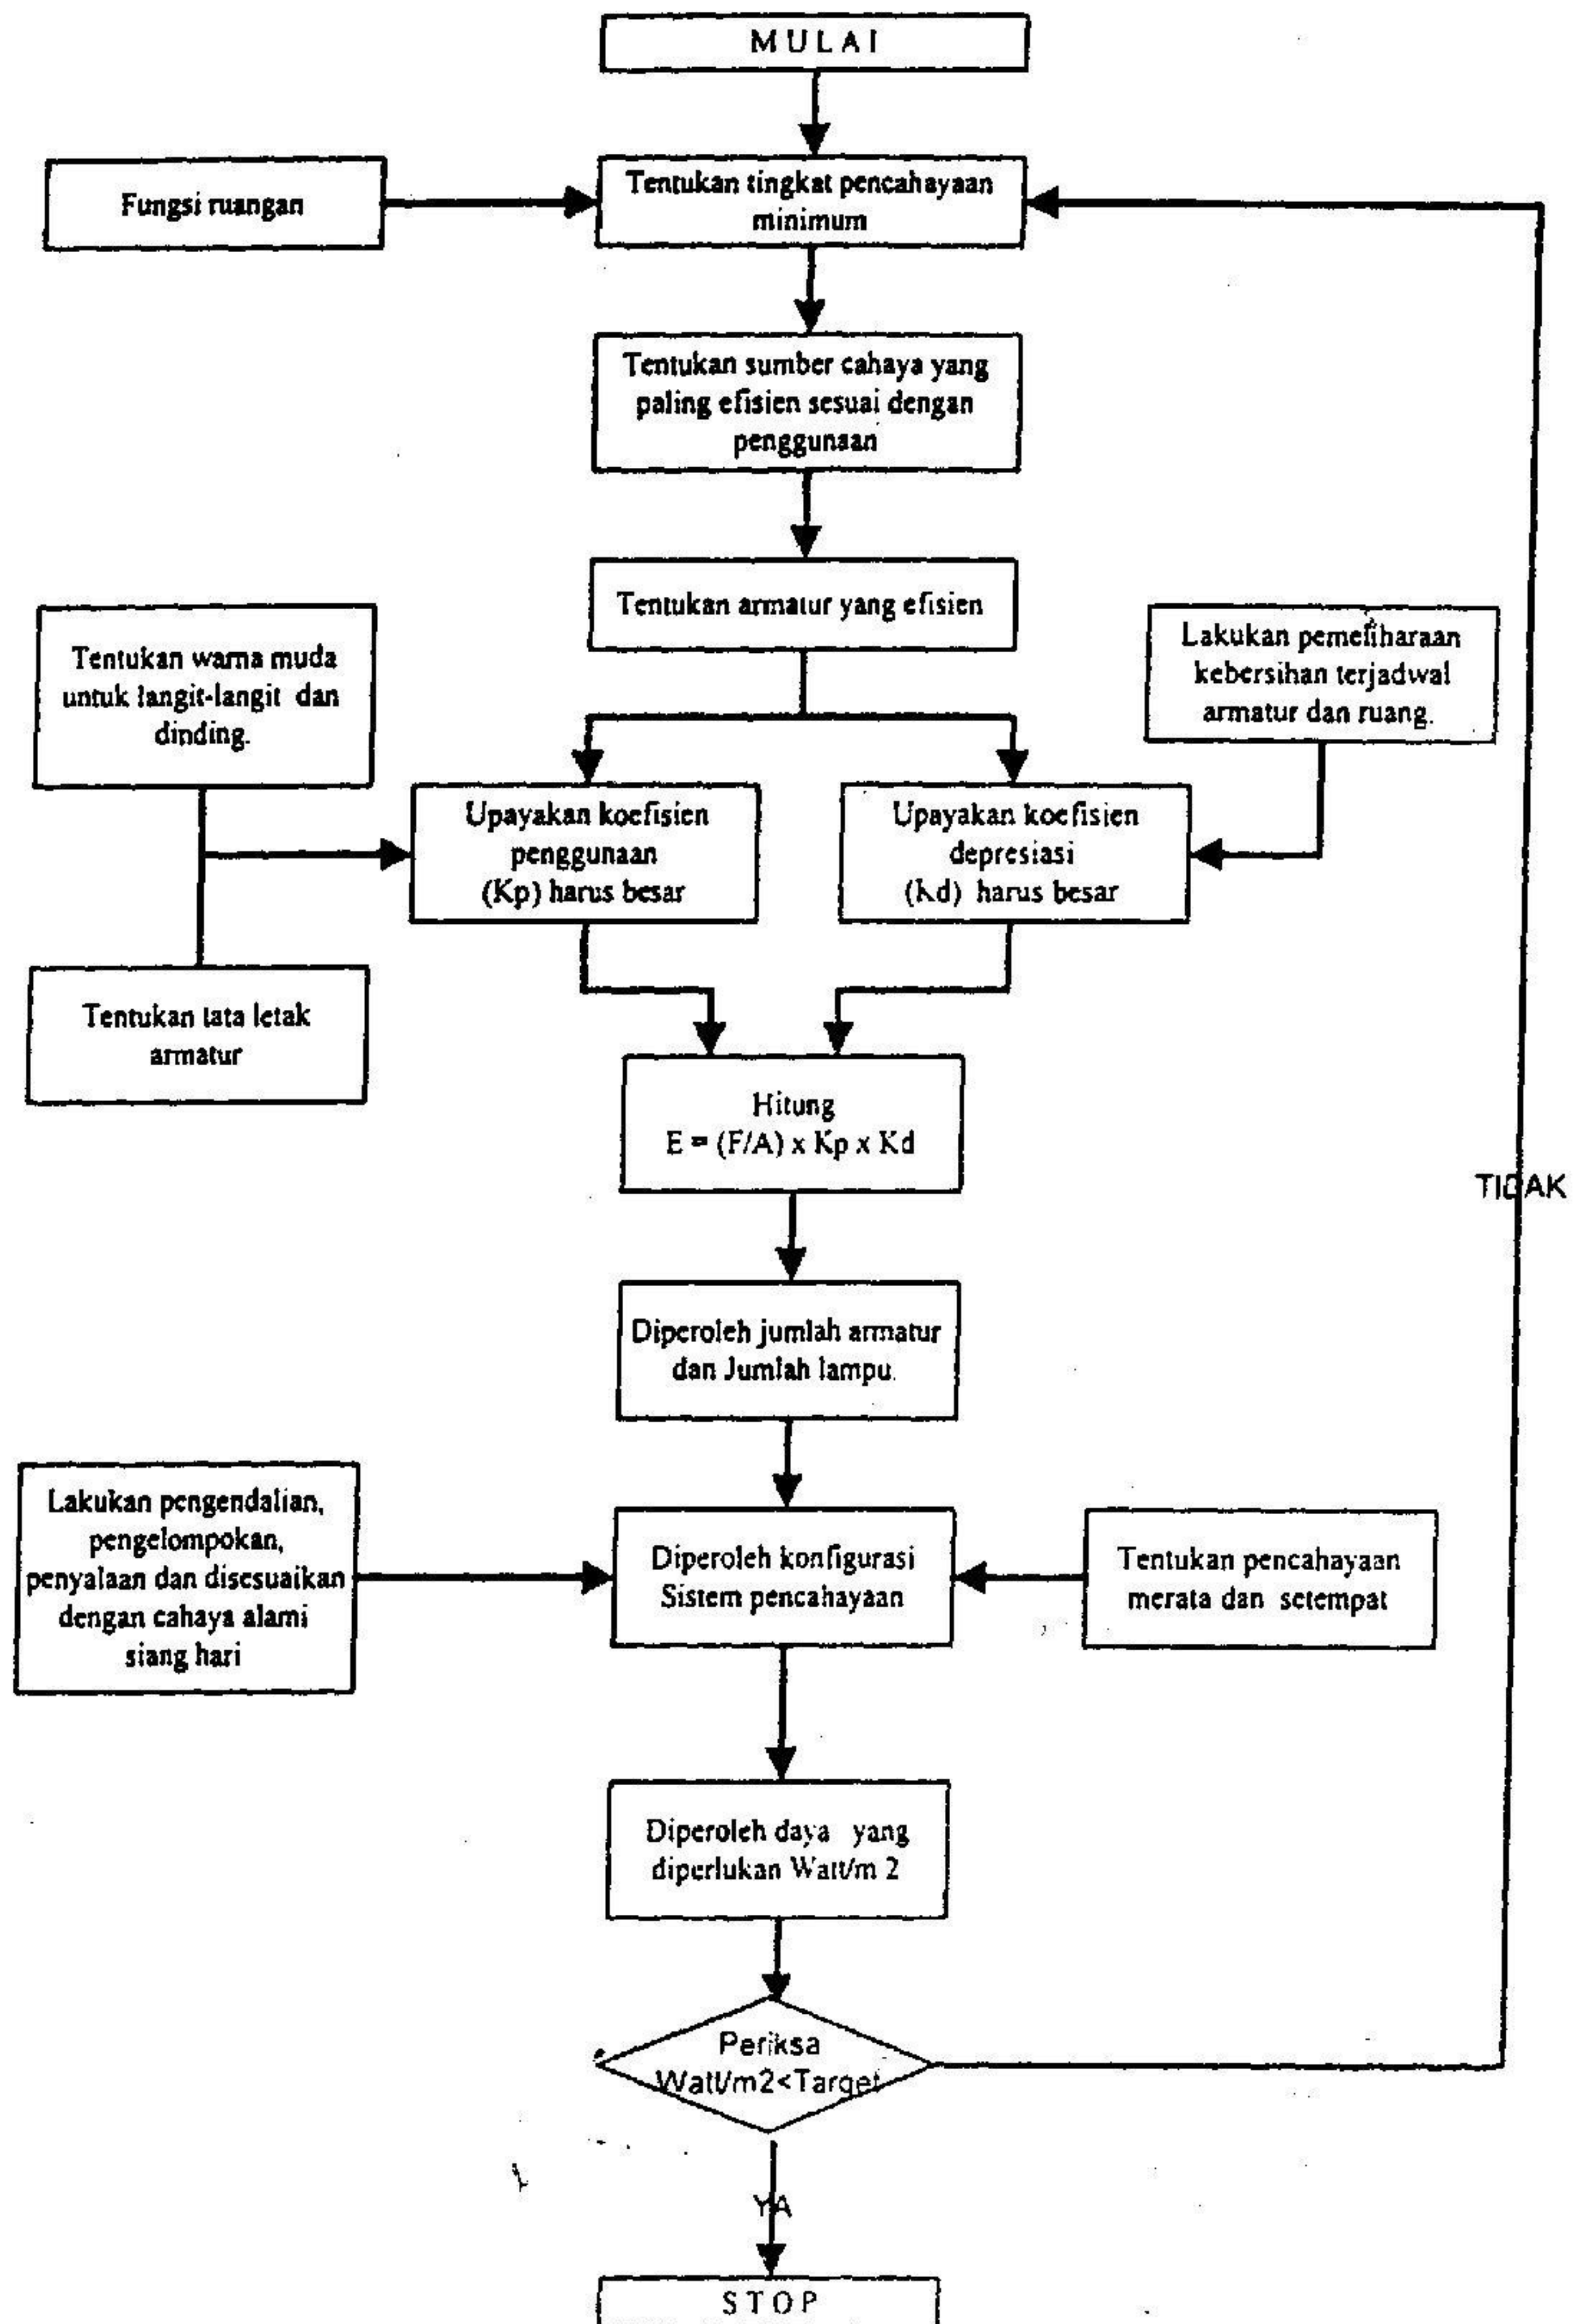 MULAI
Fungsi ruangan
Tentukan tingkat pencahayaan
minimum
Tentukan sumber cahaya yang
paling efisien sesuai dengan
penggunaan
Tentukan armatur yang efisien
Tentukan warna muda
untuk langit-langit dan
dinding.
Lakukan pemeliharaan
kebersihan terjadwal
armatur dan ruang.
Upayakan koefisien
penggunaan
(Kp) harus besar
Upayakan koefisien
depresiasi
(Kd) harus besar
Tentukan tata letak
armatur
Hitung
E = (F/A) x Kp x Kd
TIDAK
Diperoleh jumlah armatur
dan Jumlah lampu.
Lakukan pengendalian,
pengelompokan,
penyalaan dan disesuaikan
dengan cahaya alami
siang hari
Diperoleh konfigurasi
Sistem pencahayaan
Tentukan pencahayaan
merata dan setempat
Diperoleh daya yang
diperlukan Watt/m 2
Periksa
Watt/m2<Target
YA
STOP